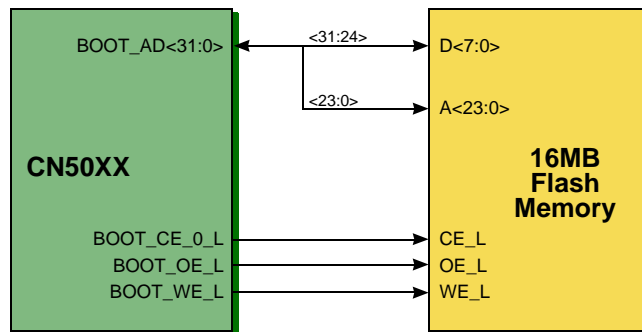 BOOT_AD<31:0>
<31:24>
D<7:0>
<23:0>
A<23:0>
CN50XX
16MB
Flash
Memory
BOOT_CE_0_L
CE_L
BOOT_OE_L
OE_L
BOOT_WE_L
WE_L